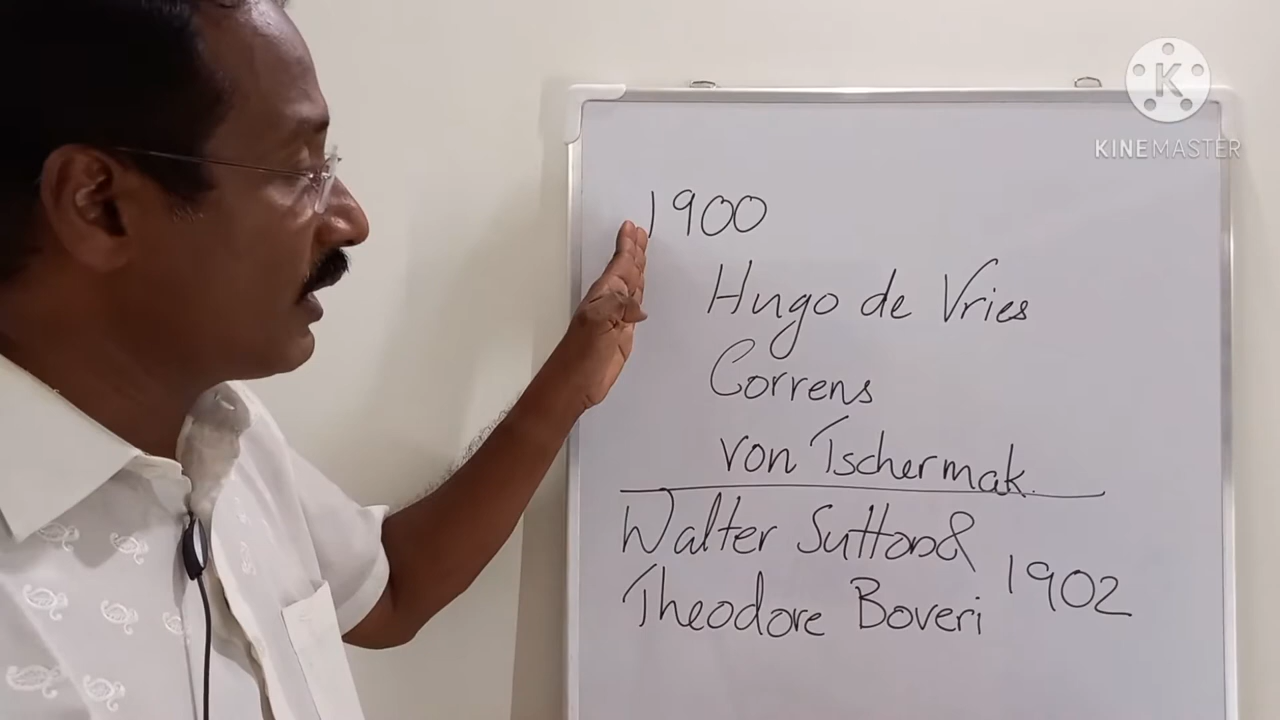 K
KINEMASTER
1900
Hugo de Vries
Correns
von Tschermak.
Walter Sutton &
Theodore Boveri 1902